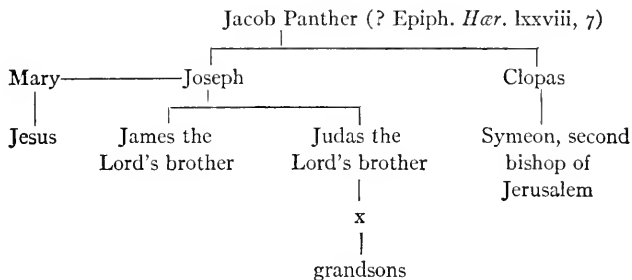 Jacob Panther (? Epiph. Hær. lxxviii, 7)
Mary Joseph Clopas
Jesus James the Judas the Symeon, second
Lord's brother Lord's brother bishop of
Jerusalem
x
grandsons